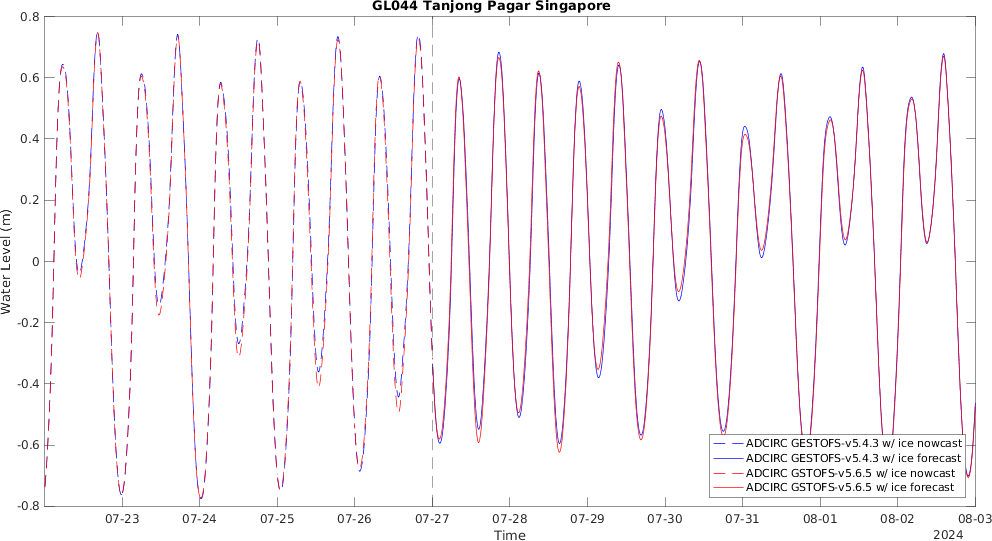 GL044 Tanjong Pagar Singapore
0.8
0.6
0.4
0.2
0
-0.2
-0.4
-0.6
-0.8
Water Level (m)
07-23 07-24 07-25 07-26 07-27 07-28 07-29 07-30 07-31 08-01 08-02 08-03
Time
2024
ADCIRC GESTOFS-v5.4.3 w/ ice nowcast
ADCIRC GESTOFS-v5.4.3 w/ ice forecast
ADCIRC GSTOFS-v5.6.5 w/ ice nowcast
ADCIRC GSTOFS-v5.6.5 w/ ice forecast